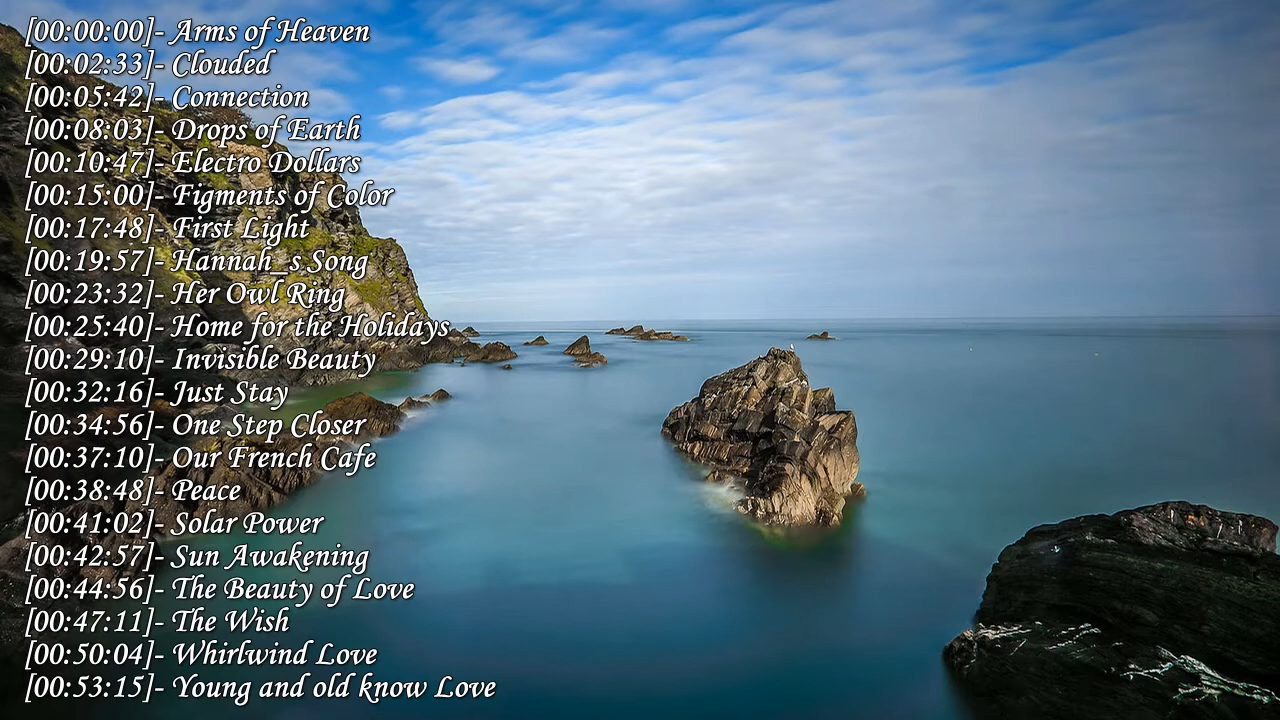 [00:00:00]- Arms of Heaven
[00:02:33]- Clouded
[00:05:42]- Connection
[00:08:03]- Drops of Earth
[00:10:47]- Electro Dollars
[00:15:00]- Figments of Color
[00:17:48]- First Light
[00:19:57]- Hannah_s Song
[00:23:32]- Her Owl Ring
[00:25:40]- Home for the Holidays
[00:29:10]- Invisible Beauty
[00:32:16]- Just Stay
[00:34:56]- One Step Closer
[00:37:10]- Our French Cafe
[00:38:48]- Peace
[00:41:02]- Solar Power
[00:42:57]- Sun Awakening
[00:44:56]- The Beauty of Love
[00:47:11]- The Wish
[00:50:04]- Whirlwind Love
[00:53:15]- Young and old know Love